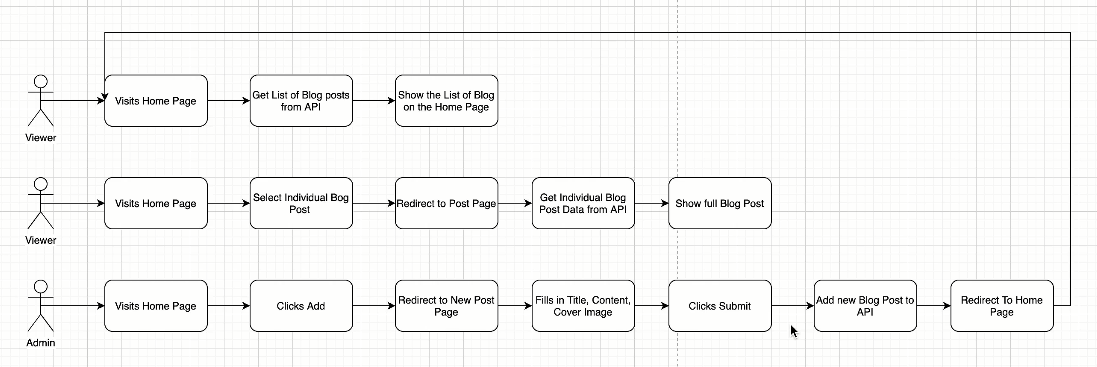 Visits Home Page
Get List of Blog posts
from API
Show the List of Blog
on the Home Page
Viewer
Visits Home Page
Select Individual Bog
Post
Redirect to Post Page
Get Individual Blog
Post Data from API
Show full Blog Post
Viewer
Visits Home Page
Clicks Add
Redirect to New Post
Page
Fills in Title, Content,
Cover Image
Clicks Submit
Add new Blog Post to
API
Redirect To Home
Page
Admin